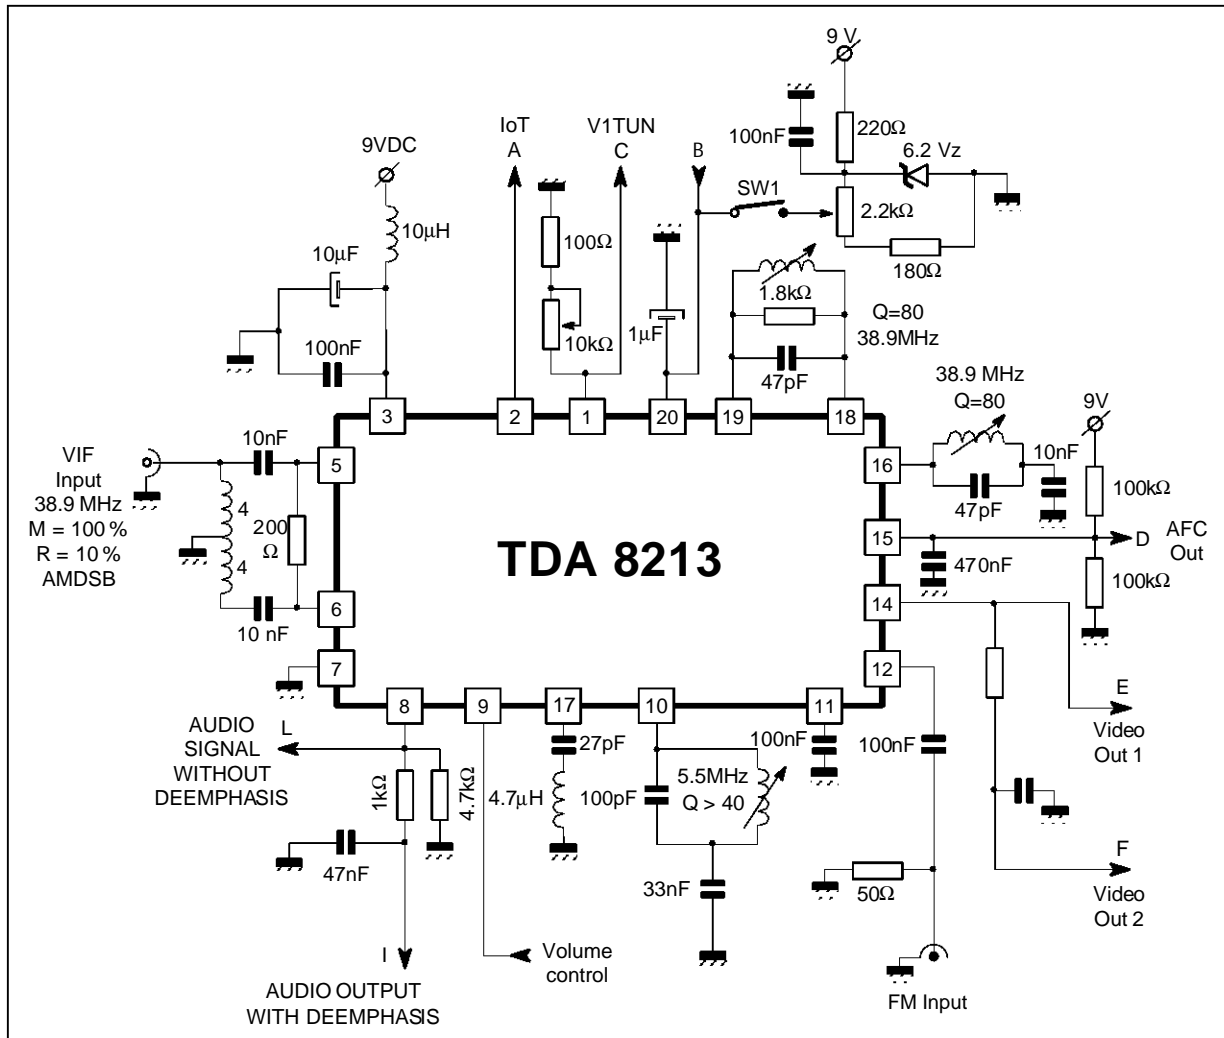 9 V
100nF
220Ω
6.2 Vz
IoT
A
V1TUN
C
B
9VDC
SW1
2.2kΩ
180Ω
10µH
10µF
100Ω
10kΩ
1µF
1.8kΩ
Q=80
38.9MHz
47pF
100nF
38.9 MHz
Q=80
9V
3
2
1
20
19
18
10nF
VIF
Input
38.9 MHz
M = 100 %
R = 10 %
AMDSB
4
4
200
Ω
10 nF
5
6
7
TDA 8213
16
15
14
12
47pF
10nF
100kΩ
D
AFC
Out
470nF
100kΩ
E
Video
Out 1
F
Video
Out 2
8
9
17
10
11
AUDIO
SIGNAL
WITHOUT
DEEMPHASIS
L
1kΩ
4.7kΩ
47nF
27pF
4.7µH
100pF
5.5MHz
Q > 40
33nF
100nF
100nF
50Ω
I
Volume
control
AUDIO OUTPUT
WITH DEEMPHASIS
FM Input